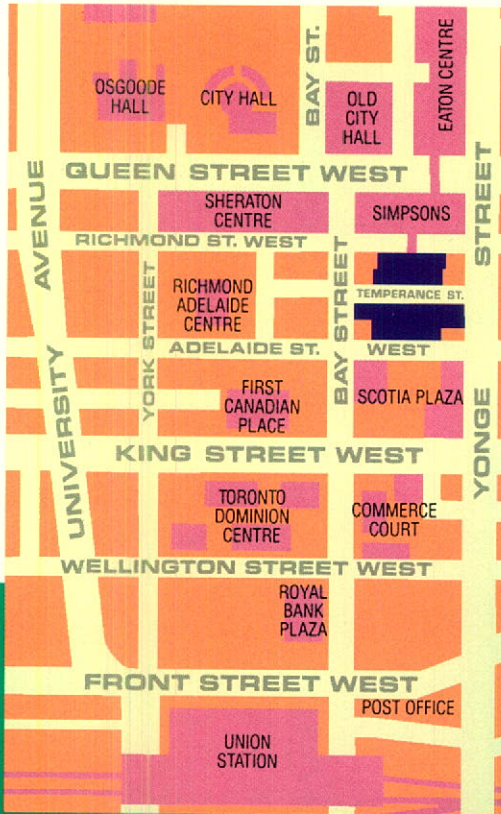 OSGOODE
HALL
CITY HALL
BAY ST.
OLD
CITY
HALL
EATON CENTRE
QUEEN STREET WEST
SHERATON
CENTRE
SIMPSONS
RICHMOND ST. WEST
UNIVERSITY AVENUE
YORK STREET
RICHMOND
ADELAIDE
CENTRE
BAY STREET
TEMPERANCE ST.
YONGE STREET
ADELAIDE ST. WEST
FIRST
CANADIAN
PLACE
SCOTIA PLAZA
KING STREET WEST
TORONTO
DOMINION
CENTRE
COMMERCE
COURT
WELLINGTON STREET WEST
ROYAL
BANK
PLAZA
FRONT STREET WEST
POST OFFICE
UNION
STATION